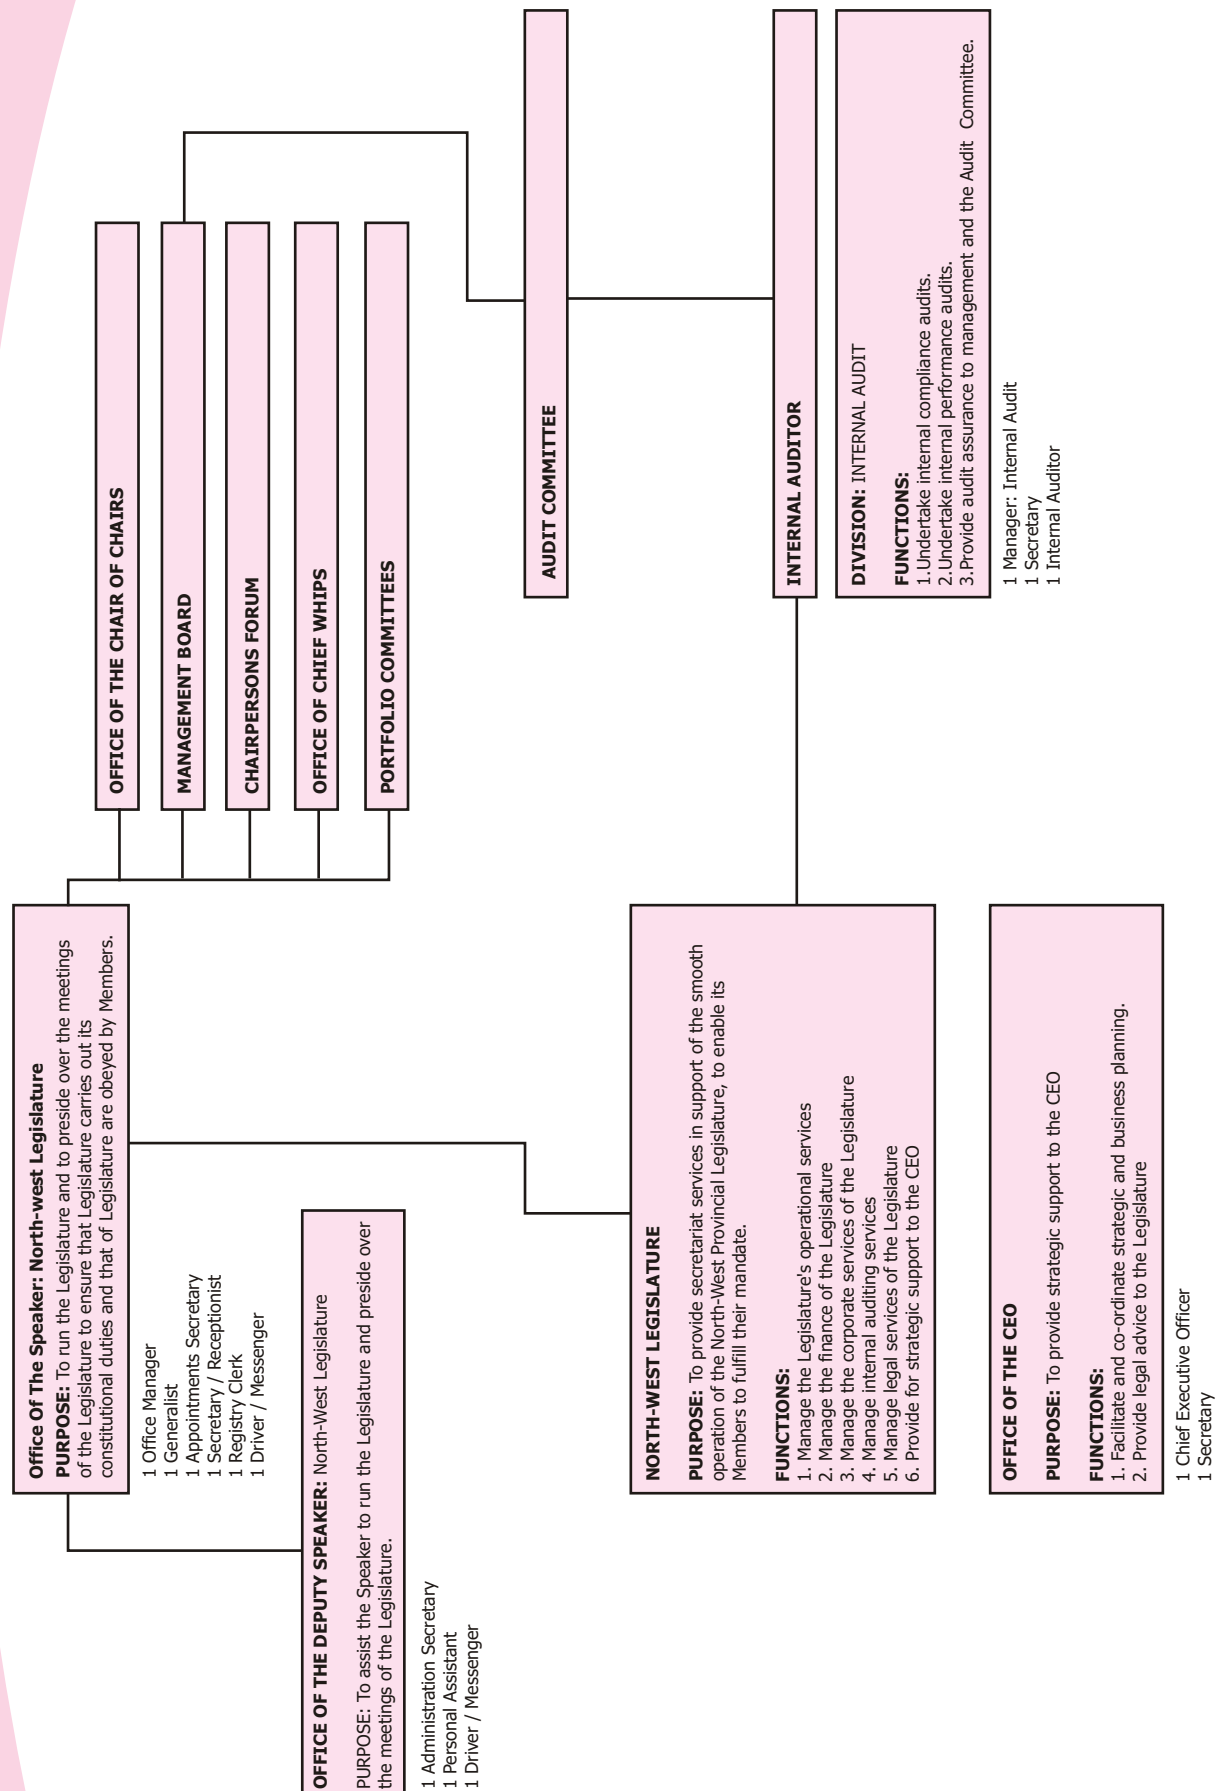 Office Of The Speaker: North-west Legislature
PURPOSE: To run the Legislature and to preside over the meetings
of the Legislature to ensure that Legislature carries out its
constitutional duties and that of Legislature are obeyed by Members.
1 Office Manager
1 Generalist
1 Appointments Secretary
1 Secretary / Receptionist
1 Registry Clerk
1 Driver / Messenger
OFFICE OF THE DEPUTY SPEAKER: North-West Legislature
PURPOSE: To assist the Speaker to run the Legislature and preside over
the meetings of the Legislature.
1 Administration Secretary
1 Personal Assistant
1 Driver / Messenger
OFFICE OF THE CHAIR OF CHAIRS
MANAGEMENT BOARD
CHAIRPERSONS FORUM
OFFICE OF CHIEF WHIPS
PORTFOLIO COMMITTEES
AUDIT COMMITTEE
NORTH-WEST LEGISLATURE
PURPOSE: To provide secretariat services in support of the smooth
operation of the North-West Provincial Legislature, to enable its
Members to fulfill their mandate.
FUNCTIONS:
1. Manage the Legislature's operational services
2. Manage the finance of the Legislature
3. Manage the corporate services of the Legislature
4. Manage internal auditing services
5. Manage legal services of the Legislature
6. Provide for strategic support to the CEO
INTERNAL AUDITOR
DIVISION: INTERNAL AUDIT
FUNCTIONS:
1.Undertake internal compliance audits.
2.Undertake internal performance audits.
3.Provide audit assurance to management and the Audit Committee.
1 Manager: Internal Audit
1 Secretary
1 Internal Auditor
OFFICE OF THE CEO
PURPOSE: To provide strategic support to the CEO
FUNCTIONS:
1. Facilitate and co-ordinate strategic and business planning.
2. Provide legal advice to the Legislature
1 Chief Executive Officer
1 Secretary